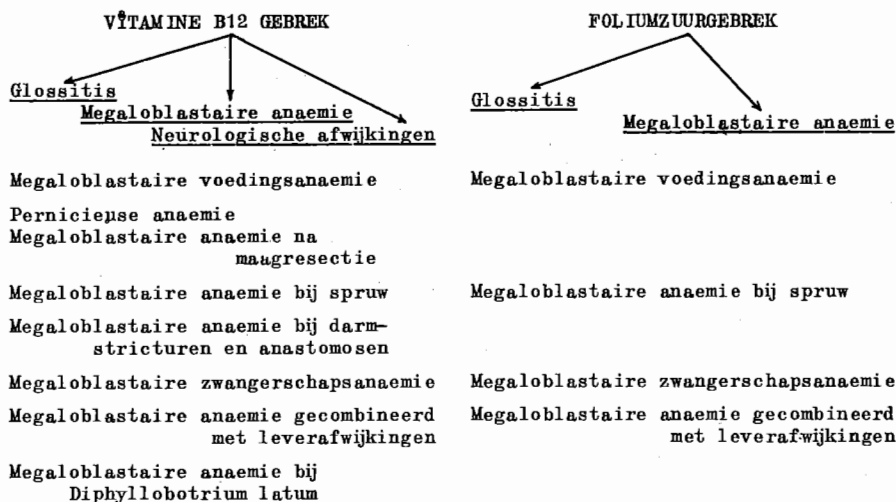 VITAMINE B12 GEBREK
Glossitis
Megaloblastaire anaemie
Neurologische afwijkingen
Megaloblastaire voedingsanaemie
Pernicieuse anaemie
Megaloblastaire anaemie na
maagresectie
Megaloblastaire anaemie bij spruw
Megaloblastaire anaemie bij darm-
stricturen en anastomosen
Megaloblastaire zwangerschapsanaemie
Megaloblastaire anaemie gecombineerd
met leverafwijkingen
Megaloblastaire anaemie bij
Diphyllobotrium latum
FOLIUMZUURGEBREK
Glossitis
Megaloblastaire anaemie
Megaloblastaire voedingsanaemie
Megaloblastaire anaemie bij spruw
Megaloblastaire zwangerschapsanaemie
Megaloblastaire anaemie gecombineerd
met leverafwijkingen